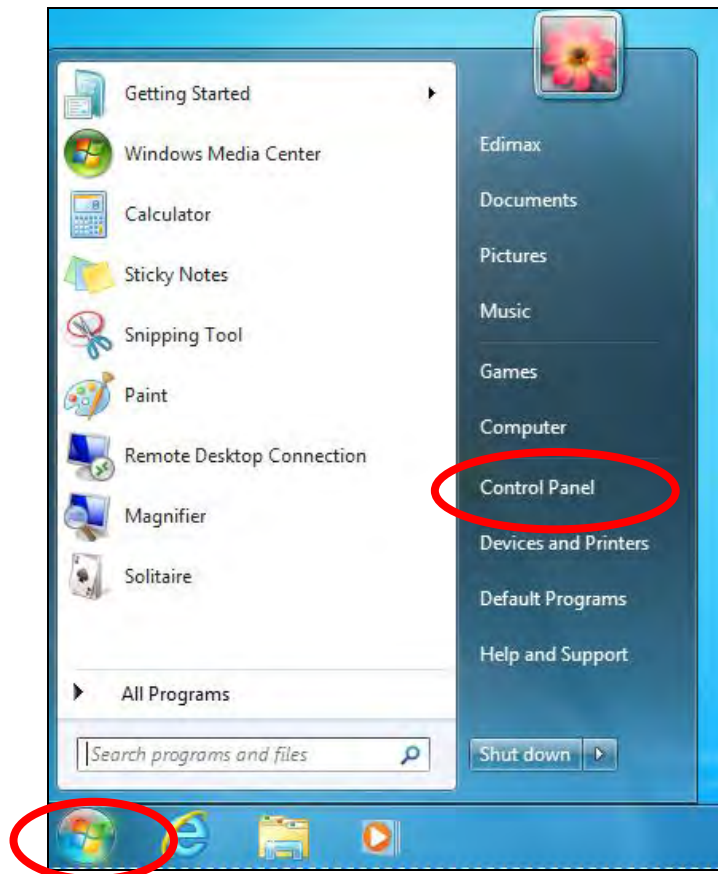 Getting Started
Windows Media Center
Calculator
Sticky Notes
Snipping Tool
Paint
Remote Desktop Connection
Magnifier
Solitaire
All Programs
Search programs and files
Edimax
Documents
Pictures
Music
Games
Computer
Control Panel
Devices and Printers
Default Programs
Help and Support
Shut down